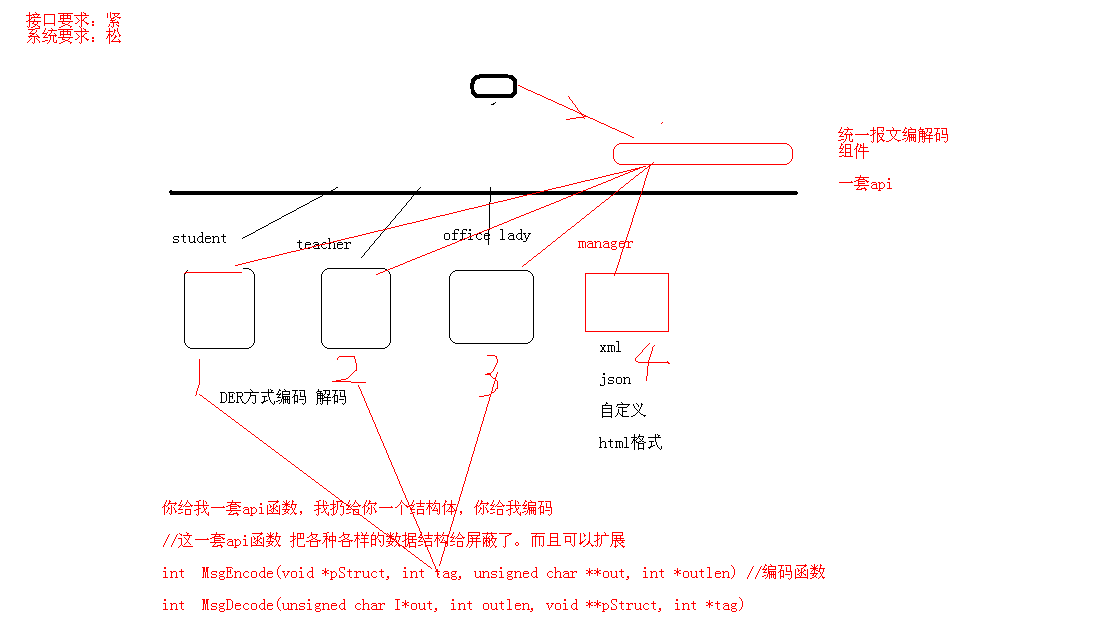 接口要求：紧
系统要求：松
统一报文编解码
组件
一套api
student
teacher
office lady
manager
1
2
3
4
xml
json
自定义
html格式
DER方式编码 解码
你给我一套api函数，我扔给你一个结构体，你给我编码
//这一套api函数 把各种各样的数据结构给屏蔽了。而且可以扩展
int MsgEncode(void *pStruct, int tag, unsigned char **out, int *outlen) //编码函数
int MsgDecode(unsigned char I*out, int outlen, void **pStruct, int *tag)